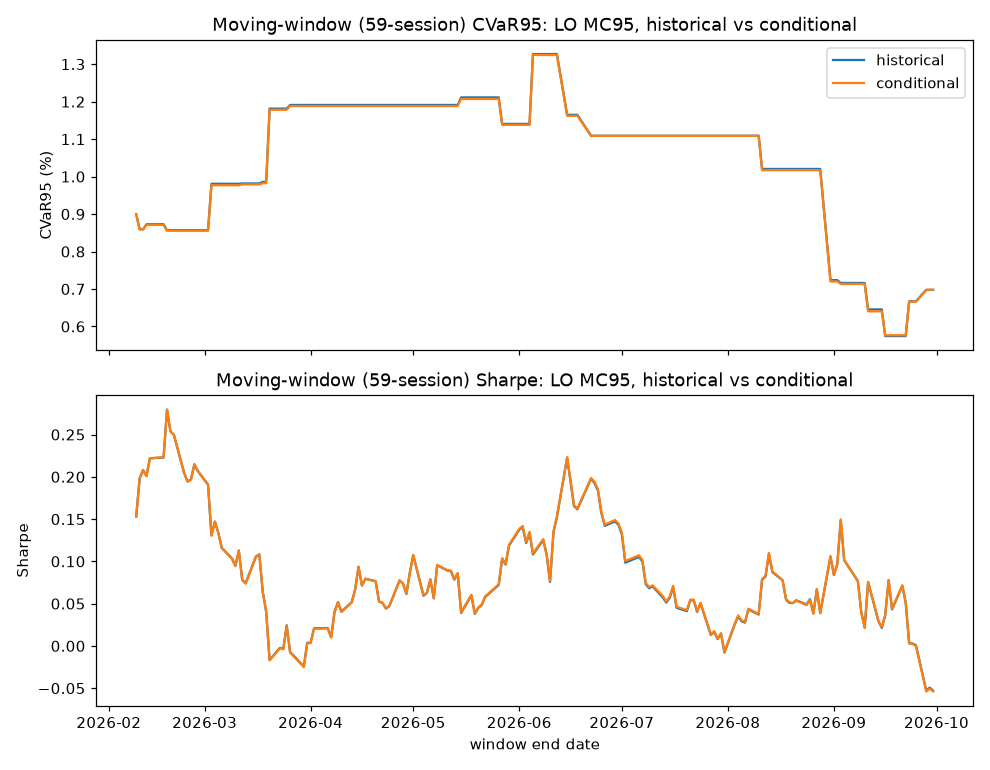 Moving-window (59-session) CVaR95: LO MC95, historical vs conditional
historical
conditional
CVaR95 (%)
1.3
1.2
1.1
1.0
0.9
0.8
0.7
0.6
Moving-window (59-session) Sharpe: LO MC95, historical vs conditional
Sharpe
0.25
0.20
0.15
0.10
0.05
0.00
−0.05
2026-02 2026-03 2026-04 2026-05 2026-06 2026-07 2026-08 2026-09 2026-10
window end date